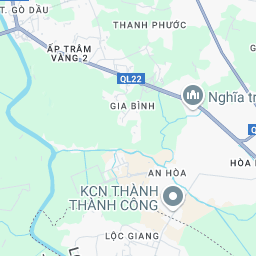 THANH PHƯỚC
T. GÒ DẦU
ẤP TRÂM
VÀNG 2
QL22
GIA BÌNH
Nghĩa tr
HÒA
AN HÒA
KCN THÀNH
THÀNH CÔNG
LỘC GIANG